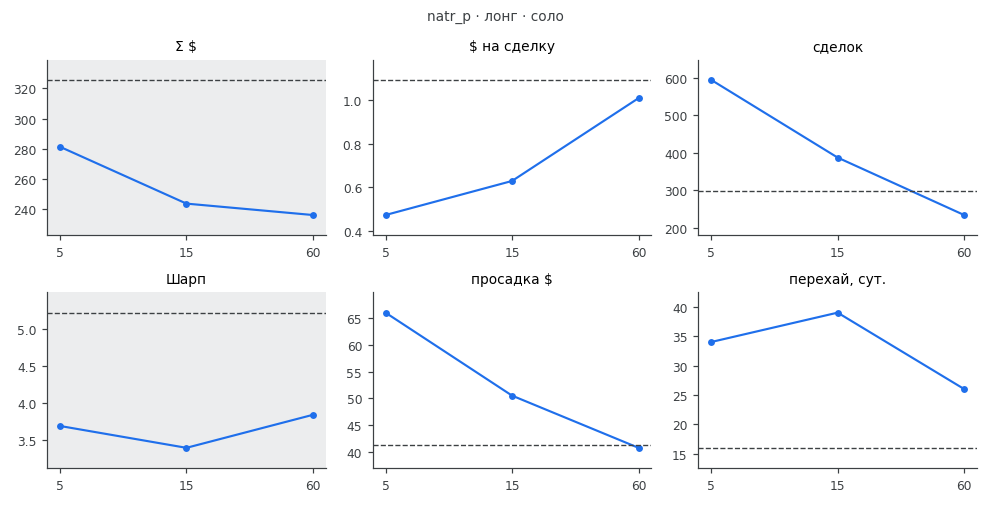 natr_p · лонг · соло
Σ $
$ на сделку
сделок
320
300
280
260
240
5 15 60
1.0
0.8
0.6
0.4
5 15 60
600
500
400
300
200
5 15 60
Шарп
просадка $
перехай, сут.
5.0
4.5
4.0
3.5
5 15 60
65
60
55
50
45
40
5 15 60
40
35
30
25
20
15
5 15 60